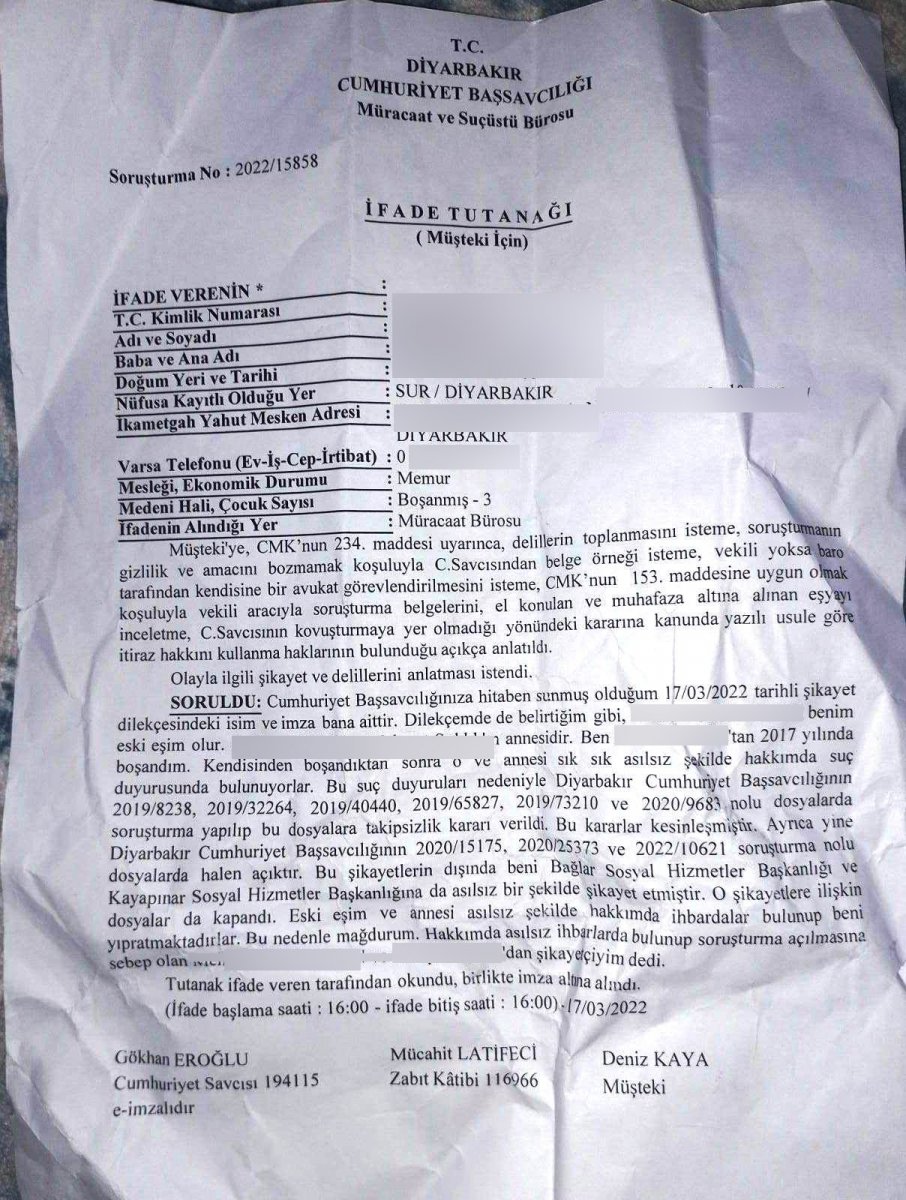 T.C.
DİYARBAKIR
CUMHURİYET BAŞSAVCILIĞI
Müracaat ve Suçüstü Bürosu
Soruşturma No : 2022/15858
İFADE TUTANAĞI
( Müşteki İçin)
İFADE VERENİN * :
T.C. Kimlik Numarası :
Adı ve Soyadı :
Baba ve Ana Adı :
Doğum Yeri ve Tarihi :
Nüfusa Kayıtlı Olduğu Yer : SUR / DİYARBAKIR
İkametgah Yahut Mesken Adresi :
DİYARBAKIR
Varsa Telefonu (Ev-İş-Cep-İrtibat) : 0
Mesleği, Ekonomik Durumu : Memur
Medeni Hali, Çocuk Sayısı : Boşanmış - 3
İfadenin Alındığı Yer : Müracaat Bürosu
Müşteki'ye, CMK'nun 234. maddesi uyarınca, delillerin toplanmasını isteme, soruşturmanın
gizlilik ve amacını bozmamak koşuluyla C.Savcısından belge örneği isteme, vekili yoksa baro
tarafından kendisine bir avukat görevlendirilmesini isteme, CMK'nun 153. maddesine uygun olmak
koşuluyla vekili aracıyla soruşturma belgelerini, el konulan ve muhafaza altına alınan eşyayı
inceletme, C.Savcısının kovuşturmaya yer olmadığı yönündeki kararına kanunda yazılı usule göre
itiraz hakkını kullanma haklarının bulunduğu açıkça anlatıldı.
Olayla ilgili şikayet ve delillerini anlatması istendi.
SORULDU: Cumhuriyet Başsavcılığınıza hitaben sunmuş olduğum 17/03/2022 tarihli şikayet
dilekçesindeki isim ve imza bana aittir. Dilekçemde de belirtiğim gibi, benim
eski eşim olur. annesidir. Ben 'tan 2017 yılında
boşandım. Kendisinden boşandıktan sonra o ve annesi sık sık asılsız şekilde hakkımda suç
duyurusunda bulunuyorlar. Bu suç duyuruları nedeniyle Diyarbakır Cumhuriyet Başsavcılığının
2019/8238, 2019/32264, 2019/40440, 2019/65827, 2019/73210 ve 2020/9683 nolu dosyalarda
soruşturma yapılıp bu dosyalara takipsizlik kararı verildi. Bu kararlar kesinleşmiştir. Ayrıca yine
Diyarbakır Cumhuriyet Başsavcılığının 2020/15175, 2020/25373 ve 2022/10621 soruşturma nolu
dosyalarda halen açıktır. Bu şikayetlerin dışında beni Bağlar Sosyal Hizmetler Başkanlığı ve
Kayapınar Sosyal Hizmetler Başkanlığına da asılsız bir şekilde şikayet etmiştir. O şikayetlere ilişkin
dosyalar da kapandı. Eski eşim ve annesi asılsız şekilde hakkımda ihbardalar bulunup beni
yıpratmaktadırlar. Bu nedenle mağdurum. Hakkımda asılsız ihbarlarda bulunup soruşturma açılmasına
sebep olan 'dan şikayetçiyim dedi.
Tutanak ifade veren tarafından okundu, birlikte imza altına alındı.
(İfade başlama saati : 16:00 - ifade bitiş saati : 16:00) 17/03/2022
Gökhan EROĞLU Mücahit LATİFECİ Deniz KAYA
Cumhuriyet Savcısı 194115 Zabıt Kâtibi 116966 Müşteki
e-imzalıdır